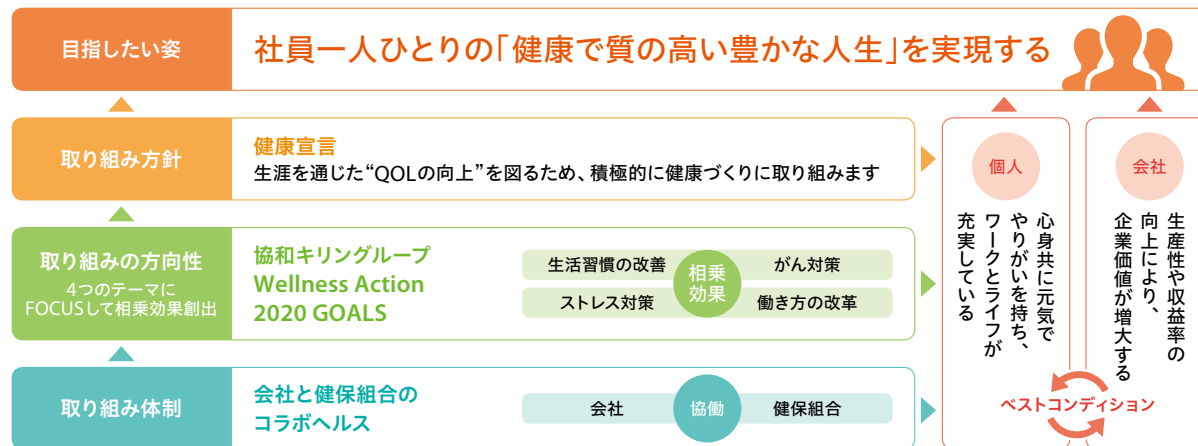 目指したい姿
社員一人ひとりの「健康で質の高い豊かな人生」を実現する
取り組み方針
健康宣言
生涯を通じた“QOLの向上”を図るため、積極的に健康づくりに取り組みます
取り組みの方向性
4つのテーマに
FOCUSして相乗効果創出
協和キリングループ
Wellness Action
2020 GOALS
生活習慣の改善
がん対策
ストレス対策
働き方の改革
相乗
効果
取り組み体制
会社と健保組合の
コラボヘルス
会社
協働
健保組合
個人
心身共に元気で
やりがいを持ち、
ワークとライフが
充実している
会社
生産性や収益率の
向上により、
企業価値が増大する
ベストコンディション